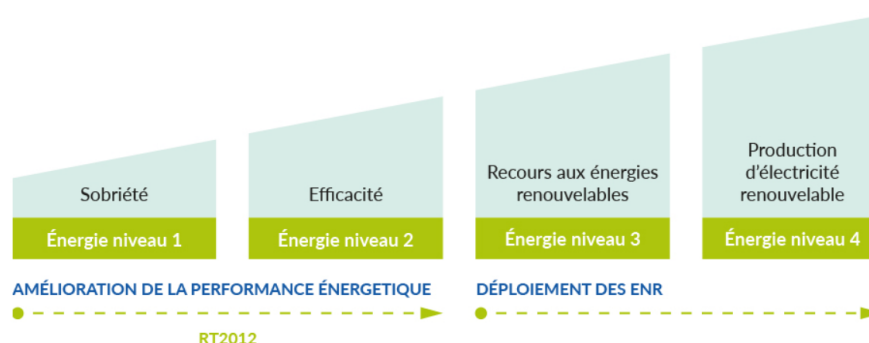 Sobriété
Efficacité
Recours aux énergies
renouvelables
Production
d'électricité
renouvelable
Énergie niveau 1
Énergie niveau 2
Énergie niveau 3
Énergie niveau 4
AMÉLIORATION DE LA PERFORMANCE ÉNERGETIQUE
DÉPLOIEMENT DES ENR
RT2012